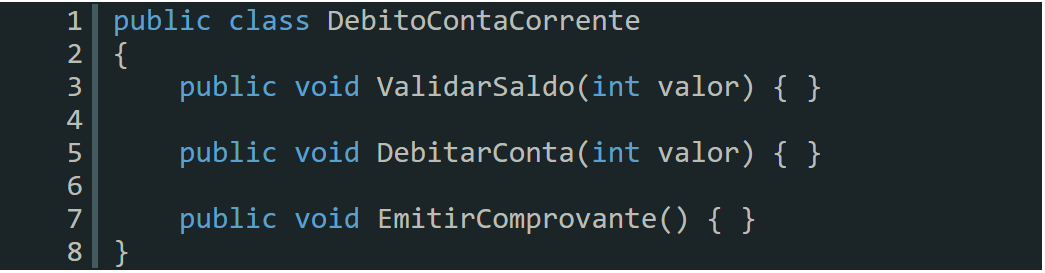 1 public class DebitoContaCorrente
2 {
3     public void ValidarSaldo(int valor) { }
4
5     public void DebitarConta(int valor) { }
6
7     public void EmitirComprovante() { }
8 }